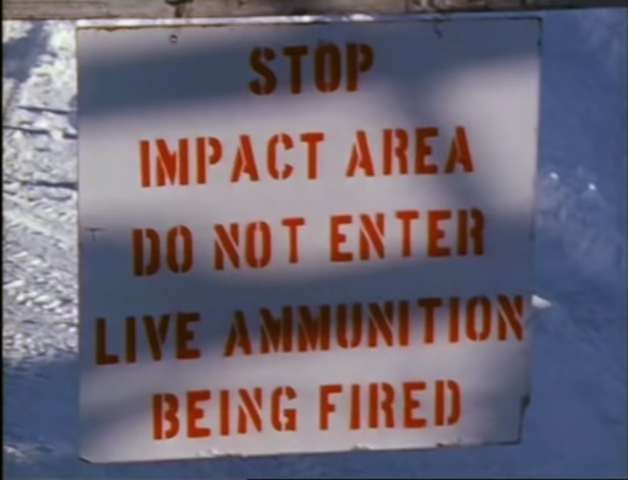 STOP
IMPACT AREA
DO NOT ENTER
LIVE AMMUNITION
BEING FIRED